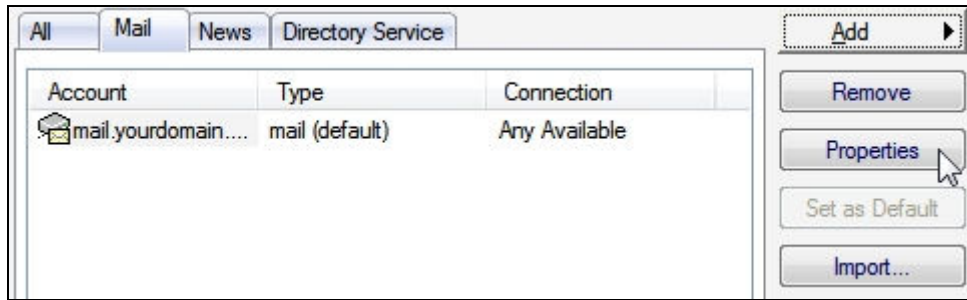 All Mail News Directory Service
Add
Account Type Connection
Remove
mail.yourdomain.... mail (default) Any Available
Properties
Set as Default
Import...